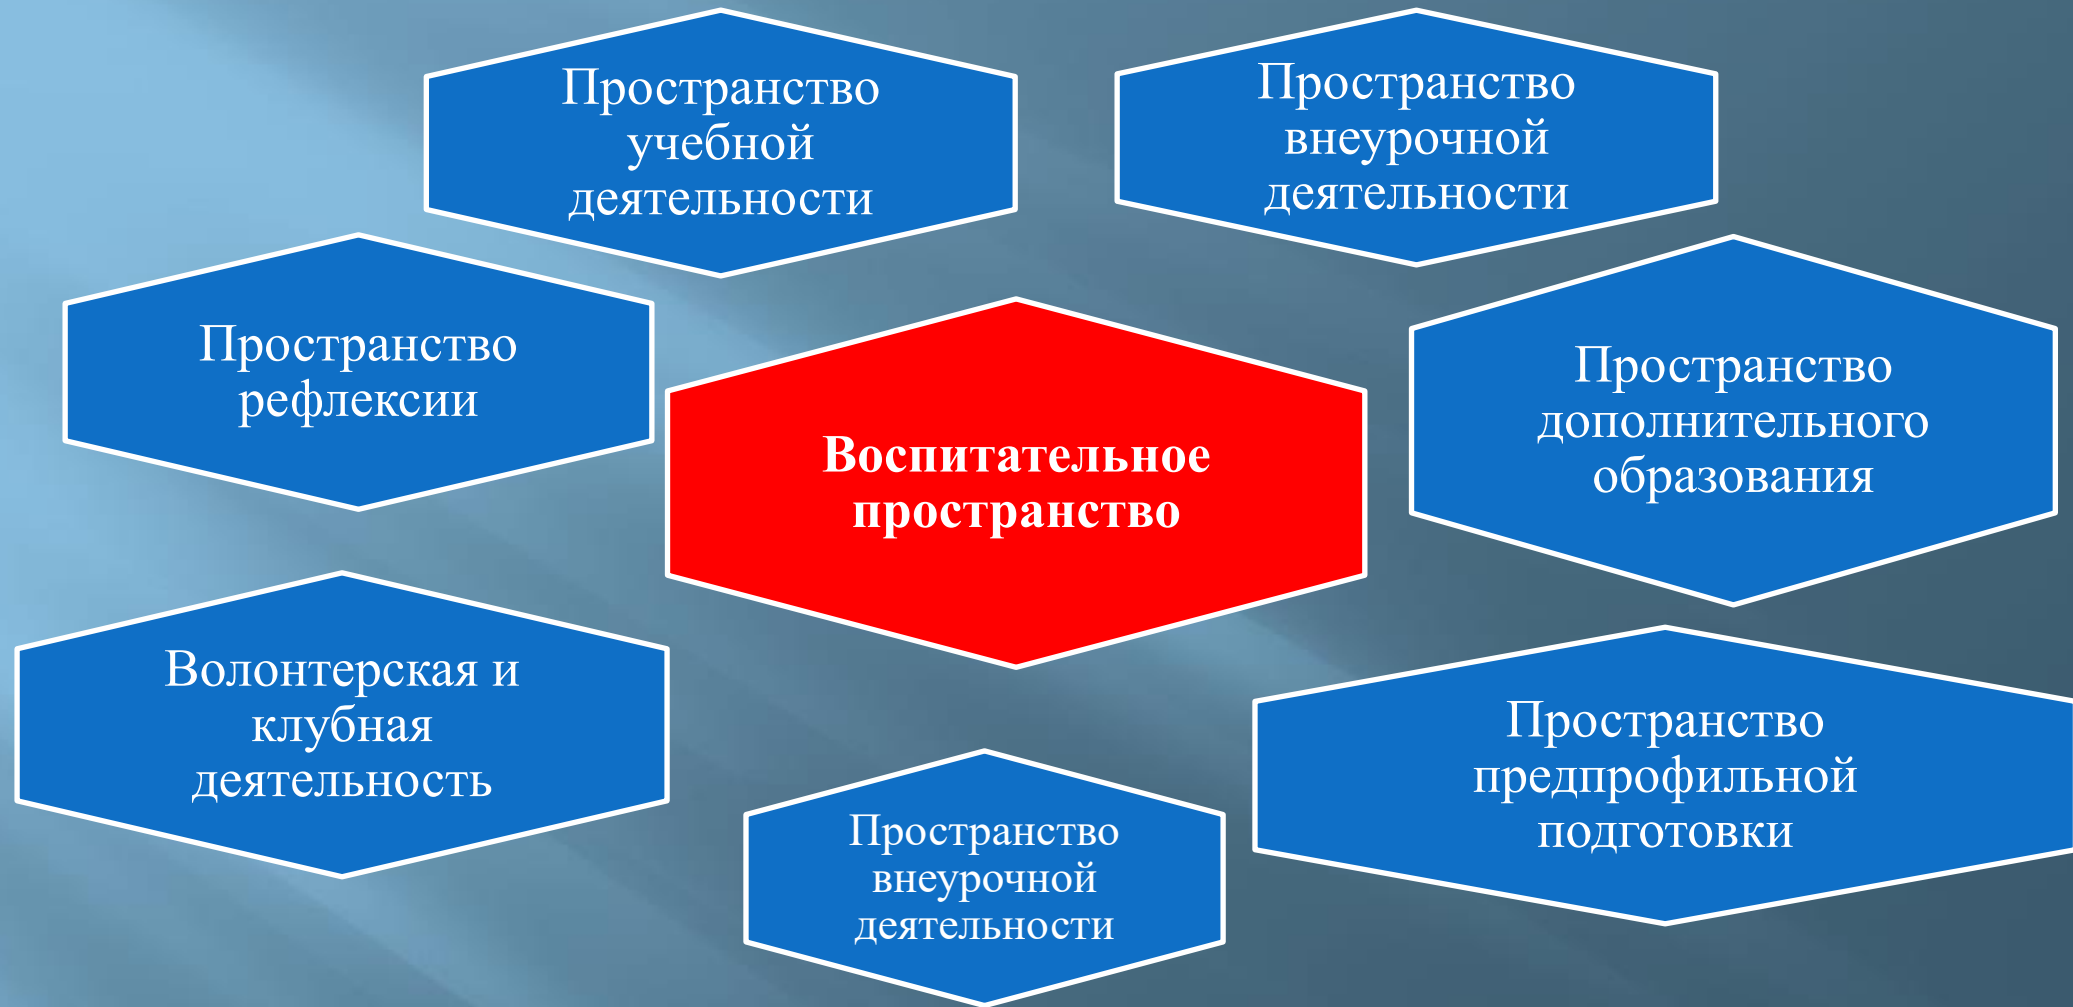 Пространство
учебной
деятельности
Пространство
внеурочной
деятельности
Пространство
рефлексии
Воспитательное
пространство
Пространство
дополнительного
образования
Волонтерская и
клубная
деятельность
Пространство
внеурочной
деятельности
Пространство
предпрофильной
подготовки